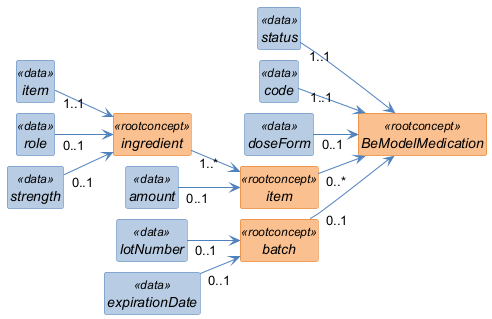 «data»
status
1..1
«data»
code
1..1
«data»
item
1..1
«data»
role
0..1
«data»
strength
0..1
«rootconcept»
ingredient
1..*
«data»
doseForm
0..1
«rootconcept»
BeModelMedication
«data»
amount
0..1
«rootconcept»
item
0..*
«data»
lotNumber
0..1
«rootconcept»
batch
0..1
«data»
expirationDate
0..1